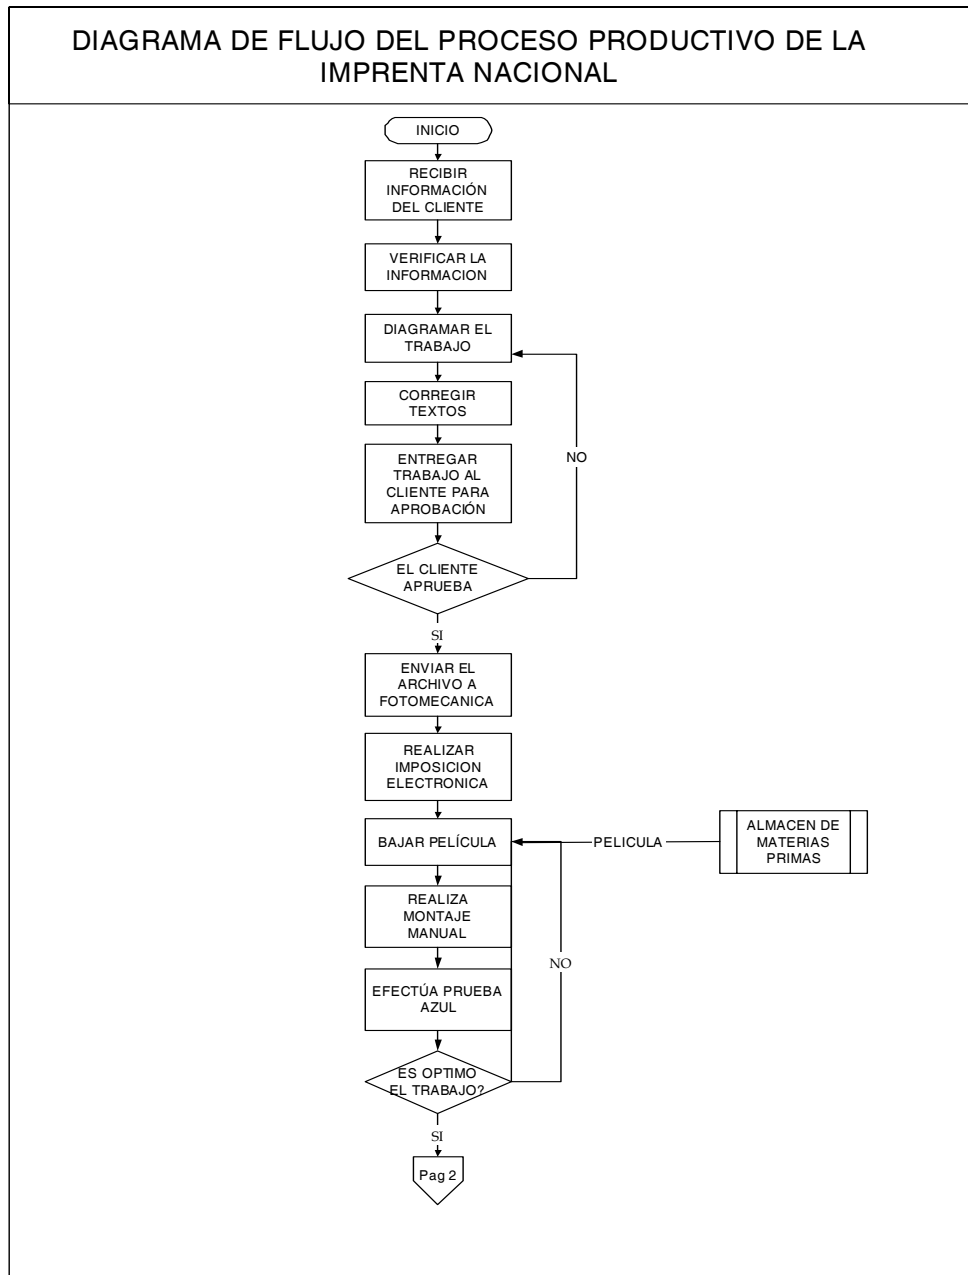 DIAGRAMA DE FLUJO DEL PROCESO PRODUCTIVO DE LA
IMPRENTA NACIONAL
INICIO
RECIBIR
INFORMACIÓN
DEL CLIENTE
VERIFICAR LA
INFORMACION
DIAGRAMAR EL
TRABAJO
CORREGIR
TEXTOS
NO
ENTREGAR
TRABAJO AL
CLIENTE PARA
APROBACIÓN
EL CLIENTE
APRUEBA
SI
ENVIAR EL
ARCHIVO A
FOTOMECANICA
REALIZAR
IMPOSICION
ELECTRONICA
BAJAR PELÍCULA
PELICULA
ALMACEN DE
MATERIAS
PRIMAS
REALIZA
MONTAJE
MANUAL
NO
EFECTÚA PRUEBA
AZUL
ES OPTIMO
EL TRABAJO?
SI
Pag 2